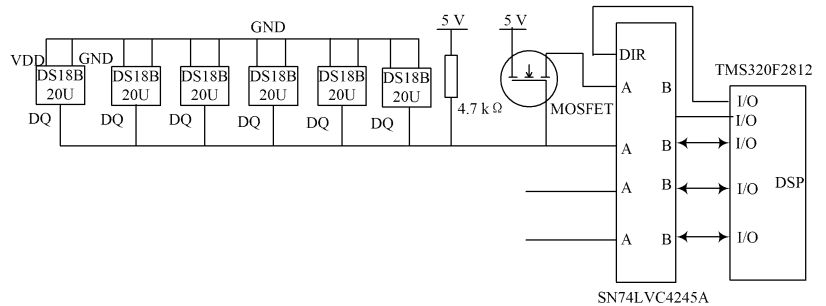 GND
5 V
5 V
VDD
GND
DIR
TMS320F2812
DS18B
20U
DS18B
20U
DS18B
20U
DS18B
20U
DS18B
20U
DS18B
20U
4.7 k Ω
MOSFET
A
B
I/O
I/O
DQ
DQ
DQ
DQ
DQ
DQ
A
B
I/O
A
B
I/O
DSP
A
B
I/O
SN74LVC4245A